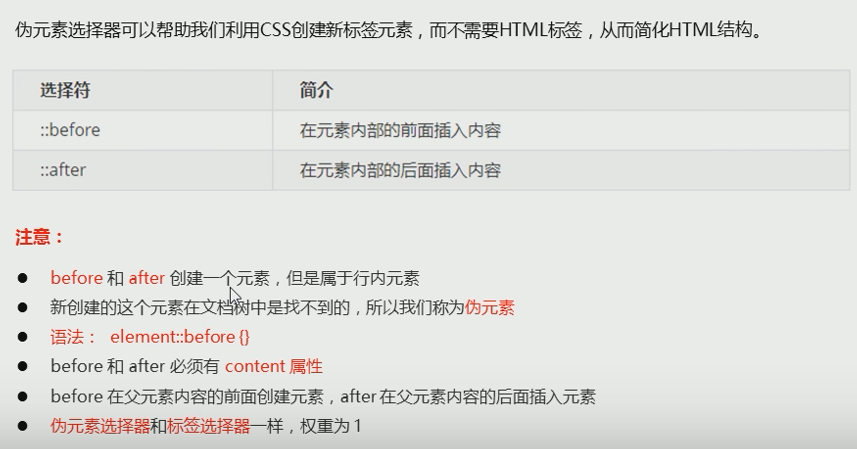 伪元素选择器可以帮助我们利用CSS创建新标签元素，而不需要HTML标签，从而简化HTML结构。
选择符 简介
::before 在元素内部的前面插入内容
::after 在元素内部的后面插入内容
注意：
● before 和 after 创建一个元素，但是属于行内元素
● 新创建的这个元素在文档树中是找不到的，所以我们称为伪元素
● 语法： element::before {}
● before 和 after 必须有 content 属性
● before 在父元素内容的前面创建元素，after 在父元素内容的后面插入元素
● 伪元素选择器和标签选择器一样，权重为 1